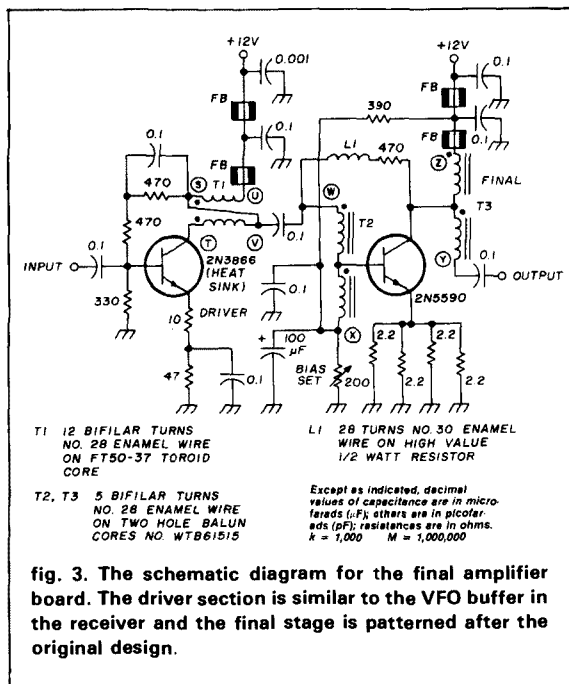 +12V
0.001
FB
0.1
FB
0.1
470
S
T1
U
470
T
V
0.1
0.1
INPUT
2N3866
(HEAT
SINK)
DRIVER
330
10
47
0.1
+12V
0.1
FB
390
0.1
FB
L1
470
Z
FINAL
W
T2
T3
Y
0.1
OUTPUT
2N5590
0.1
X
+
100
µF
BIAS
SET
200
2.2
2.2
2.2
2.2
T1 12 BIFILAR TURNS
NO. 28 ENAMEL WIRE
ON FT50-37 TOROID
CORE
T2, T3 5 BIFILAR TURNS
NO. 28 ENAMEL WIRE
ON TWO HOLE BALUN
CORES NO. WTB61515
L1 28 TURNS NO. 30 ENAMEL
WIRE ON HIGH VALUE
1/2 WATT RESISTOR
Except as indicated, decimal
values of capacitance are in micro-
farads (µF); others are in picofar-
ads (pF); resistances are in ohms.
k = 1,000 M = 1,000,000
fig. 3. The schematic diagram for the final amplifier
board. The driver section is similar to the VFO buffer in
the receiver and the final stage is patterned after the
original design.